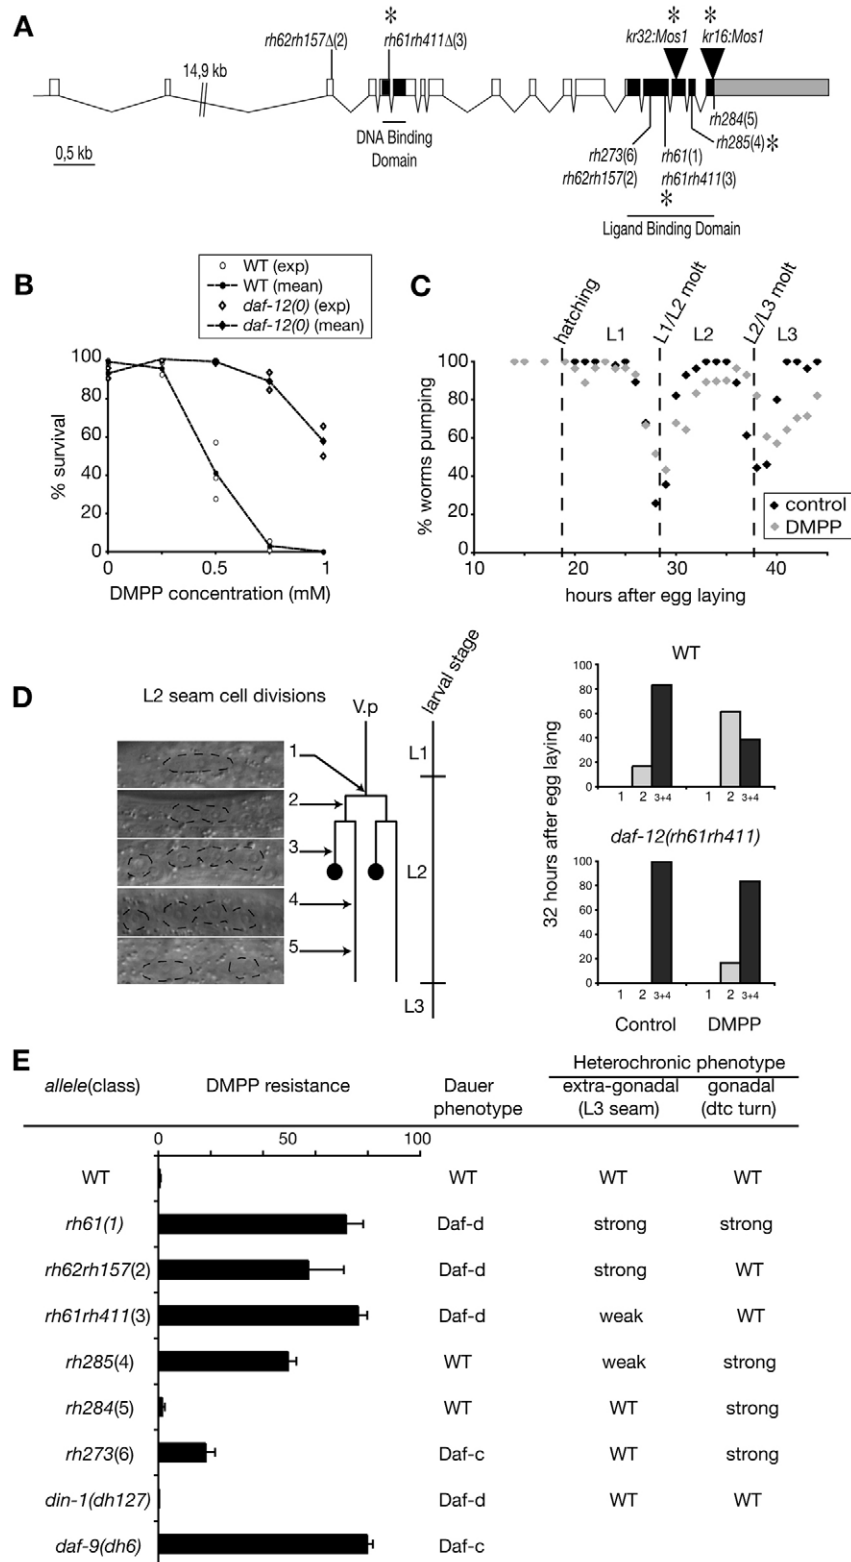 A
*
*
*
rh62rh157Δ(2)
rh61rh411Δ(3)
kr32:Mos1
kr16:Mos1
14,9 kb
0,5 kb
DNA Binding
Domain
rh284(5)
rh285(4)*
rh273(6)
rh61(1)
rh62rh157(2)
rh61rh411(3)
*
Ligand Binding Domain
B
WT (exp)
WT (mean)
daf-12(0) (exp)
daf-12(0) (mean)
100
80
60
40
20
0
0
0.5
1
% survival
DMPP concentration (mM)
C
hatching
L1/L2 molt
L2/L3 molt
L1
L2
L3
100
80
60
40
20
0
10
20
30
40
% worms pumping
hours after egg laying
control
DMPP
D
L2 seam cell divisions
V.p
larval stage
1
2
3
4
5
L1
L2
L3
32 hours after egg laying
WT
100
80
60
40
20
0
1 2 3+4
1 2 3+4
daf-12(rh61rh411)
100
80
60
40
20
0
1 2 3+4
1 2 3+4
Control
DMPP
E
allele(class)
DMPP resistance
Dauer
phenotype
Heterochronic phenotype
extra-gonadal
(L3 seam)
gonadal
(dtc turn)
0 50 100
WT WT WT WT
rh61(1) Daf-d strong strong
rh62rh157(2) Daf-d strong WT
rh61rh411(3) Daf-d weak WT
rh285(4) WT weak strong
rh284(5) WT WT strong
rh273(6) Daf-c WT strong
din-1(dh127) Daf-d WT WT
daf-9(dh6) Daf-c